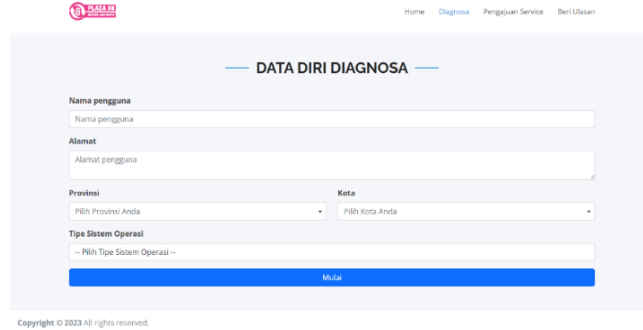 PLAZA 88
Home Diagnosa Pengajuan Service Beri Ulasan
DATA DIRI DIAGNOSA
Nama pengguna
Nama pengguna
Alamat
Alamat pengguna
Provinsi Kota
Pilih Provinsi Anda Pilih Kota Anda
Tipe Sistem Operasi
-- Pilih Tipe Sistem Operasi --
Mulai
Copyright © 2023 All rights reserved.